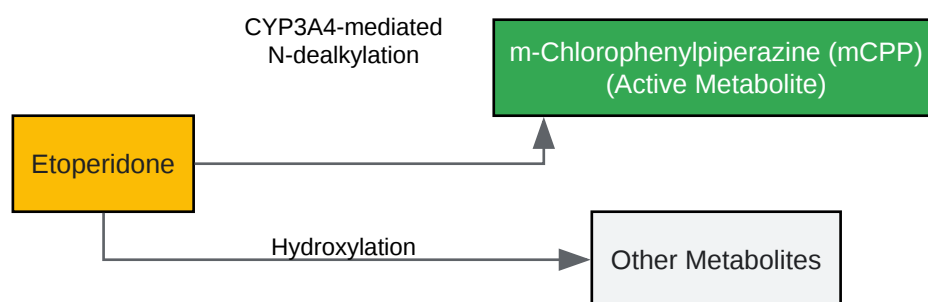 CYP3A4-mediated
N-dealkylation
m-Chlorophenylpiperazine (mCPP)
(Active Metabolite)
Etoperidone
Hydroxylation
Other Metabolites